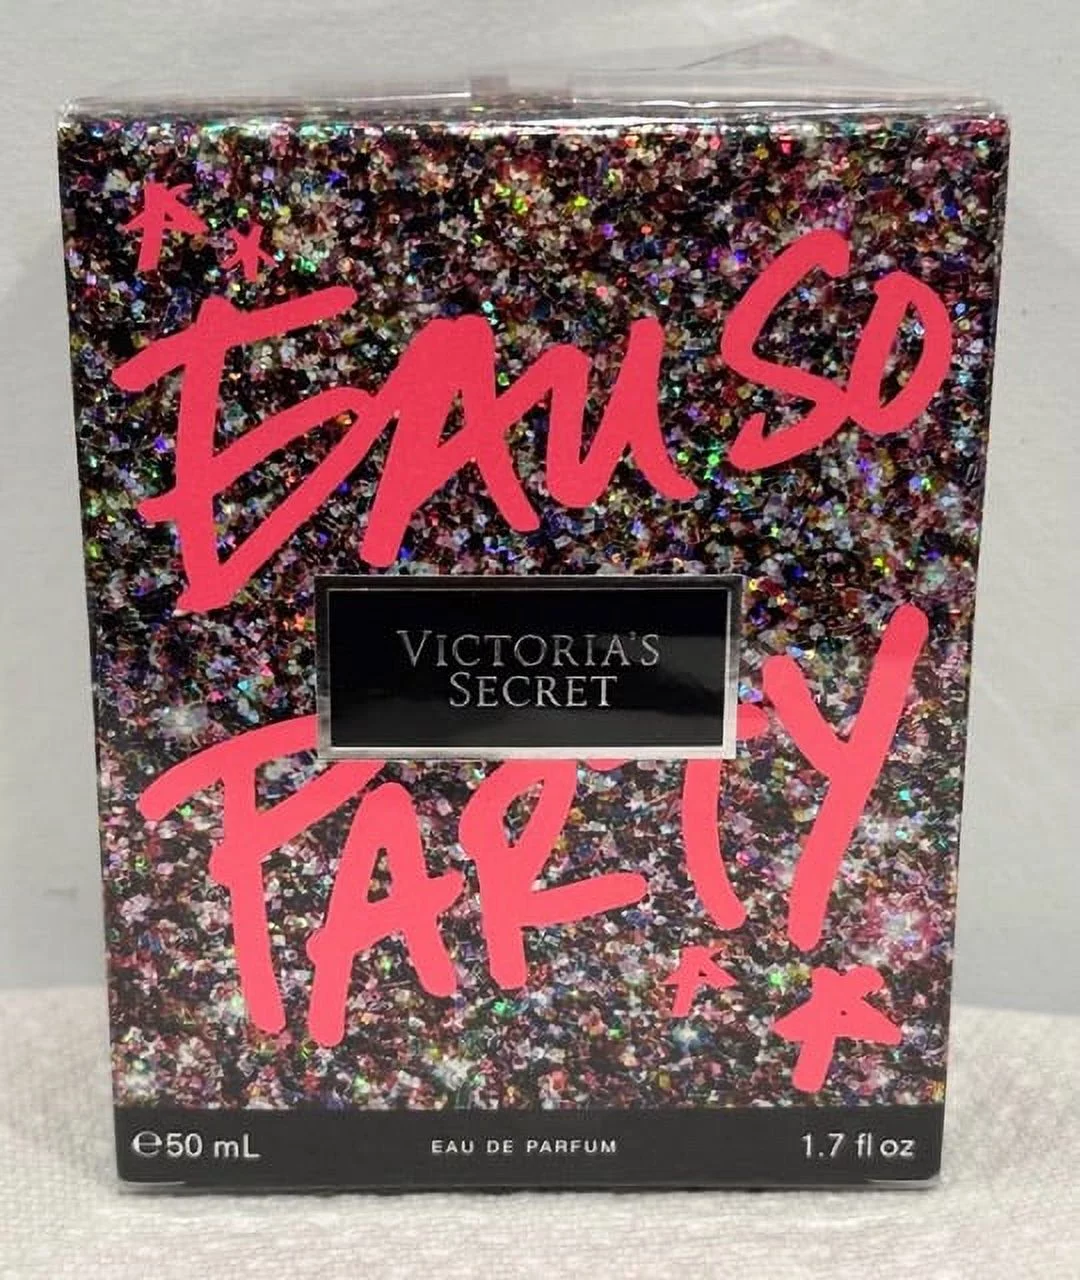 EAU SO
VICTORIA'S
SECRET
PARTY
℮50 mL EAU DE PARFUM 1.7 fl oz